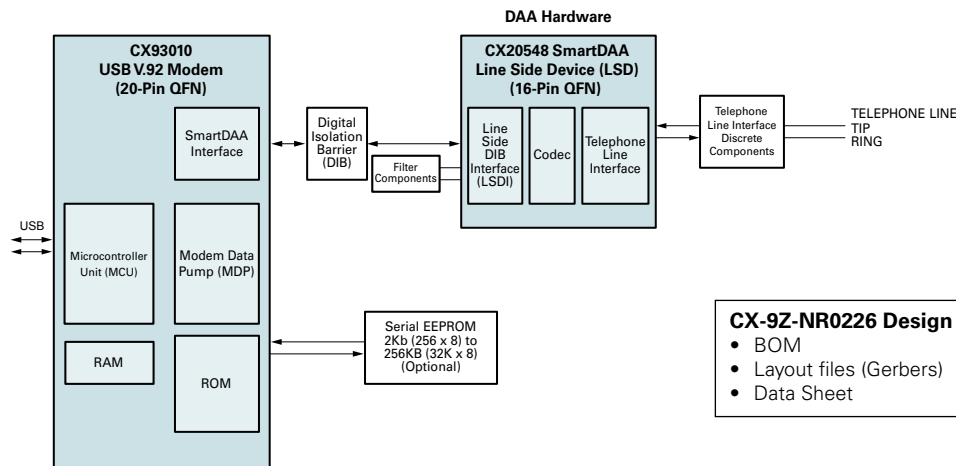 DAA Hardware
CX93010
USB V.92 Modem
(20-Pin QFN)
SmartDAA
Interface
Digital
Isolation
Barrier
(DIB)
Filter
Components
CX20548 SmartDAA
Line Side Device (LSD)
(16-Pin QFN)
Line
Side
DIB
Interface
(LSDI)
Codec
Telephone
Line
Interface
Telephone
Line Interface
Discrete
Components
TELEPHONE LINE
TIP
RING
USB
Microcontroller
Unit (MCU)
Modem Data
Pump (MDP)
RAM
ROM
Serial EEPROM
2Kb (256 x 8) to
256KB (32K x 8)
(Optional)
CX-9Z-NR0226 Design
• BOM
• Layout files (Gerbers)
• Data Sheet